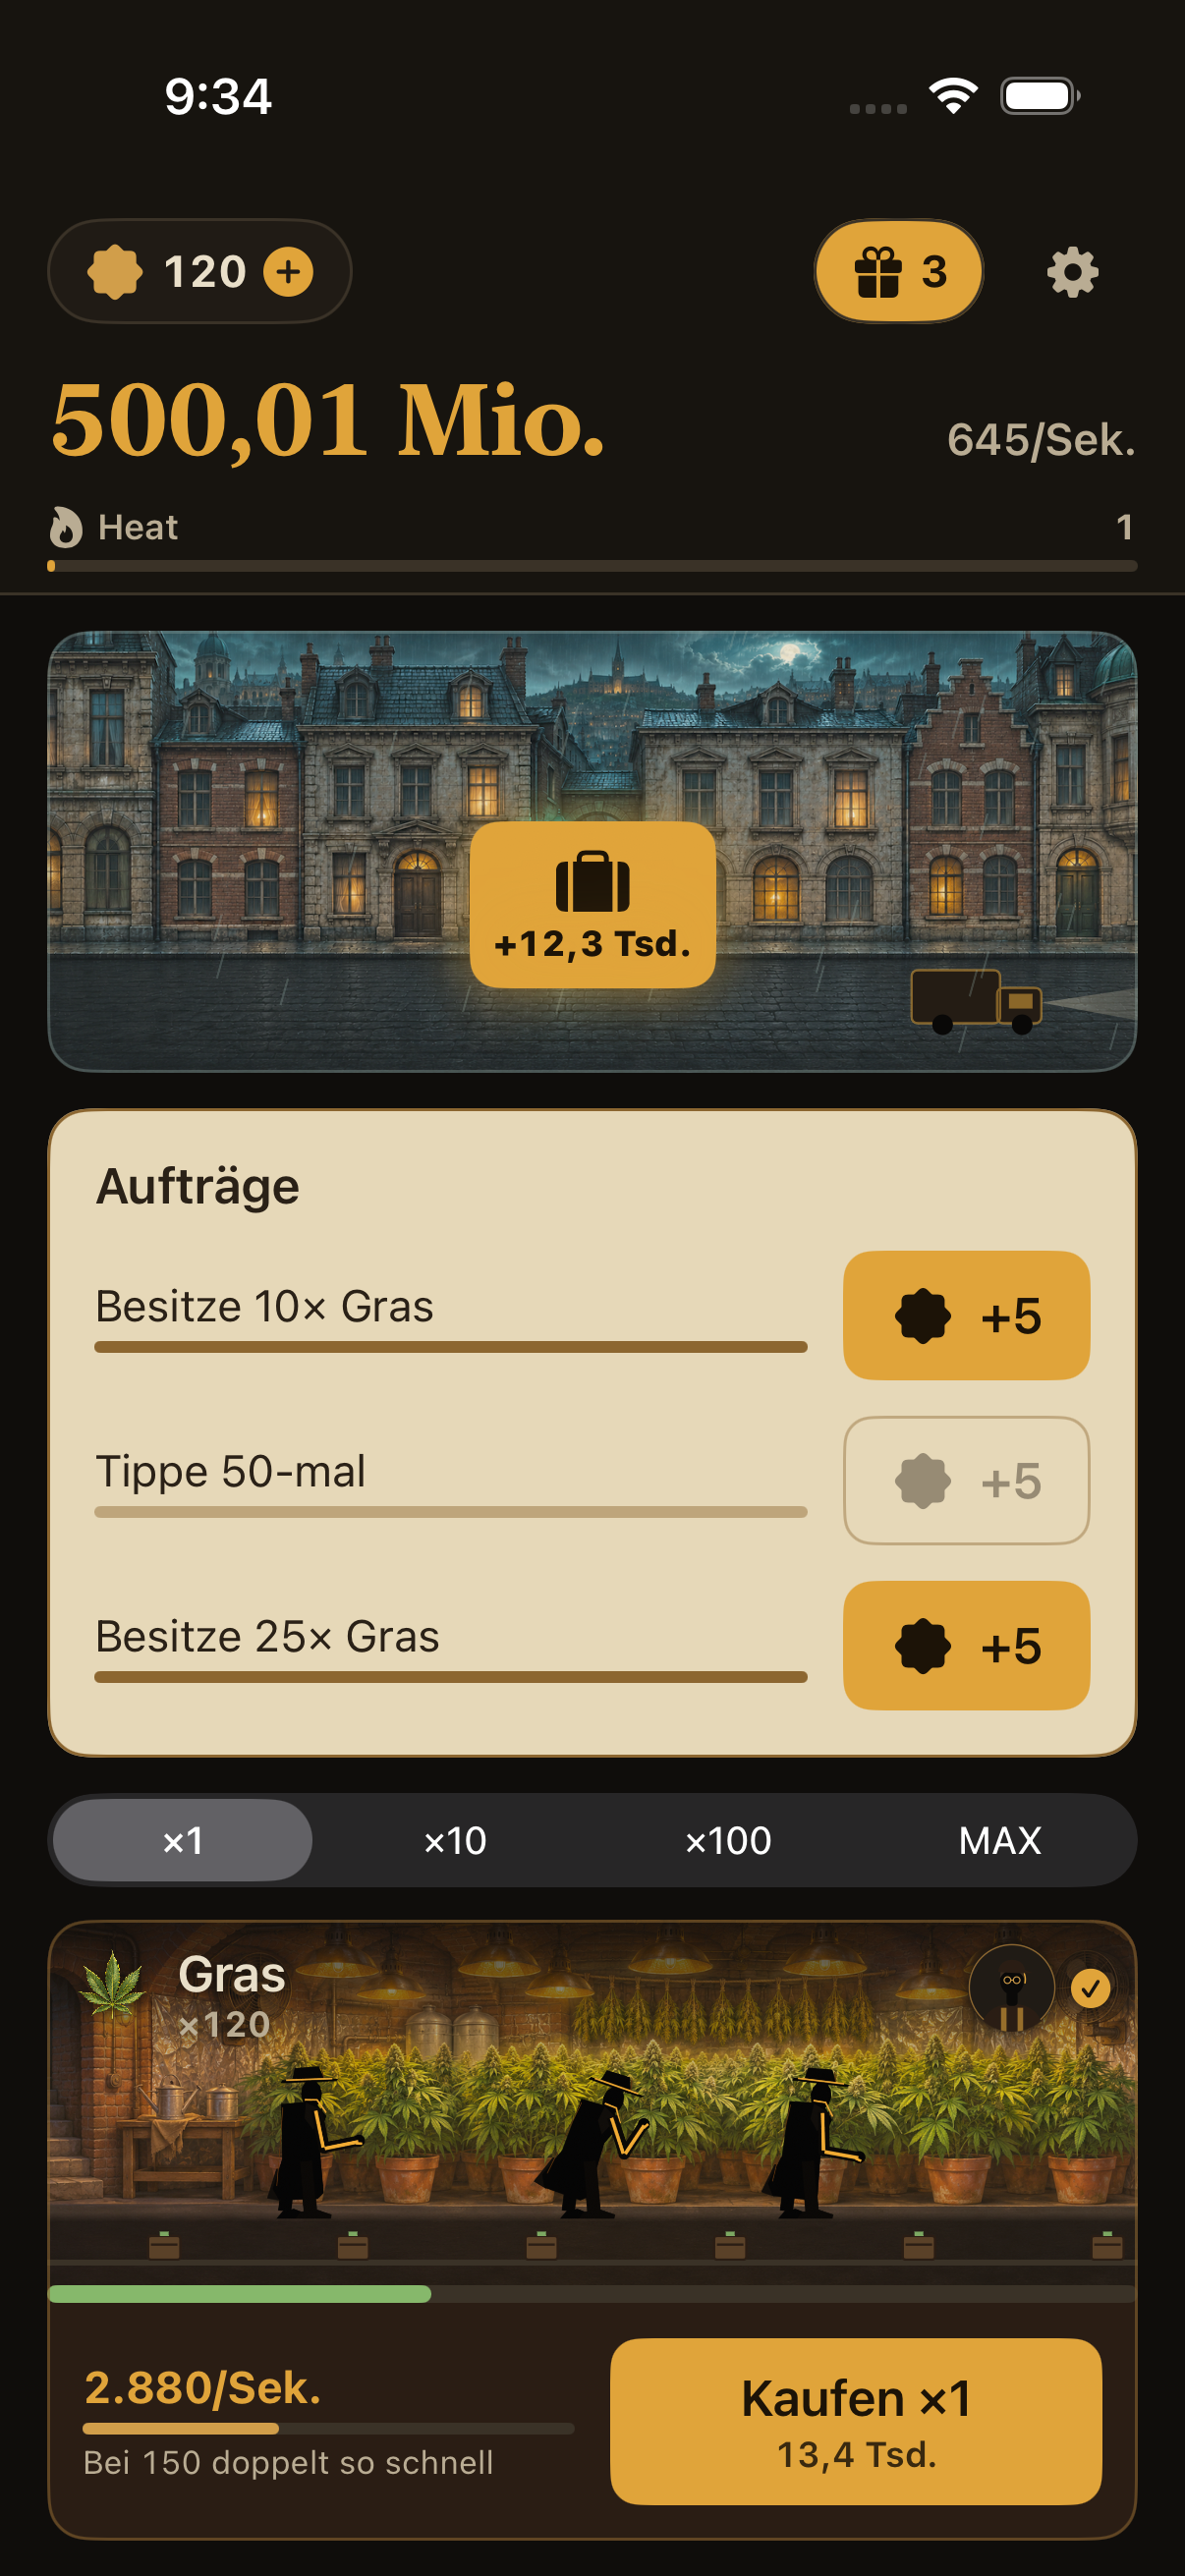 9:34
120
3
500,01 Mio.
645/Sek.
Heat
1
+12,3 Tsd.
Aufträge
Besitze 10× Gras
+5
Tippe 50-mal
+5
Besitze 25× Gras
+5
×1
×10
×100
MAX
Gras
×120
2.880/Sek.
Bei 150 doppelt so schnell
Kaufen ×1
13,4 Tsd.